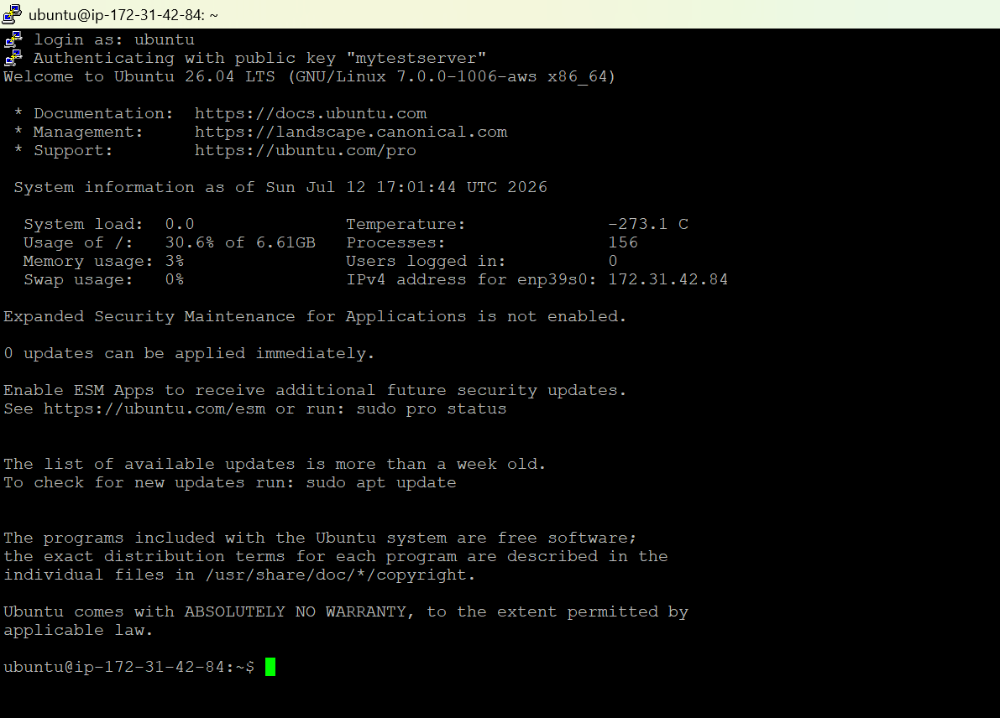 ubuntu@ip-172-31-42-84: ~
login as: ubuntu
Authenticating with public key "mytestserver"
Welcome to Ubuntu 26.04 LTS (GNU/Linux 7.0.0-1006-aws x86_64)
* Documentation:  https://docs.ubuntu.com
* Management:     https://landscape.canonical.com
* Support:        https://ubuntu.com/pro
System information as of Sun Jul 12 17:01:44 UTC 2026
System load:  0.0                Temperature:              -273.1 C
Usage of /:   30.6% of 6.61GB   Processes:                156
Memory usage: 3%                 Users logged in:          0
Swap usage:   0%                 IPv4 address for enp39s0: 172.31.42.84
Expanded Security Maintenance for Applications is not enabled.
0 updates can be applied immediately.
Enable ESM Apps to receive additional future security updates.
See https://ubuntu.com/esm or run: sudo pro status
The list of available updates is more than a week old.
To check for new updates run: sudo apt update
The programs included with the Ubuntu system are free software;
the exact distribution terms for each program are described in the
individual files in /usr/share/doc/*/copyright.
Ubuntu comes with ABSOLUTELY NO WARRANTY, to the extent permitted by
applicable law.
ubuntu@ip-172-31-42-84:~$